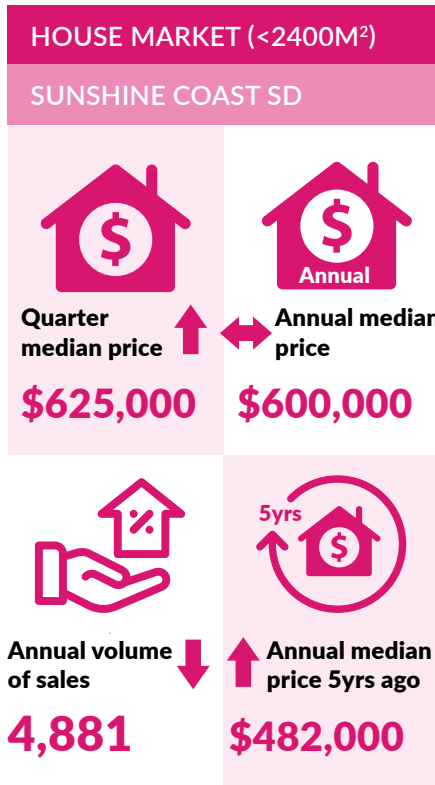 HOUSE MARKET (<2400M²)
SUNSHINE COAST SD
$
$
Annual
Quarter
median price
$625,000
Annual median
price
$600,000
%
5yrs
$
Annual volume
of sales
4,881
Annual median
price 5yrs ago
$482,000